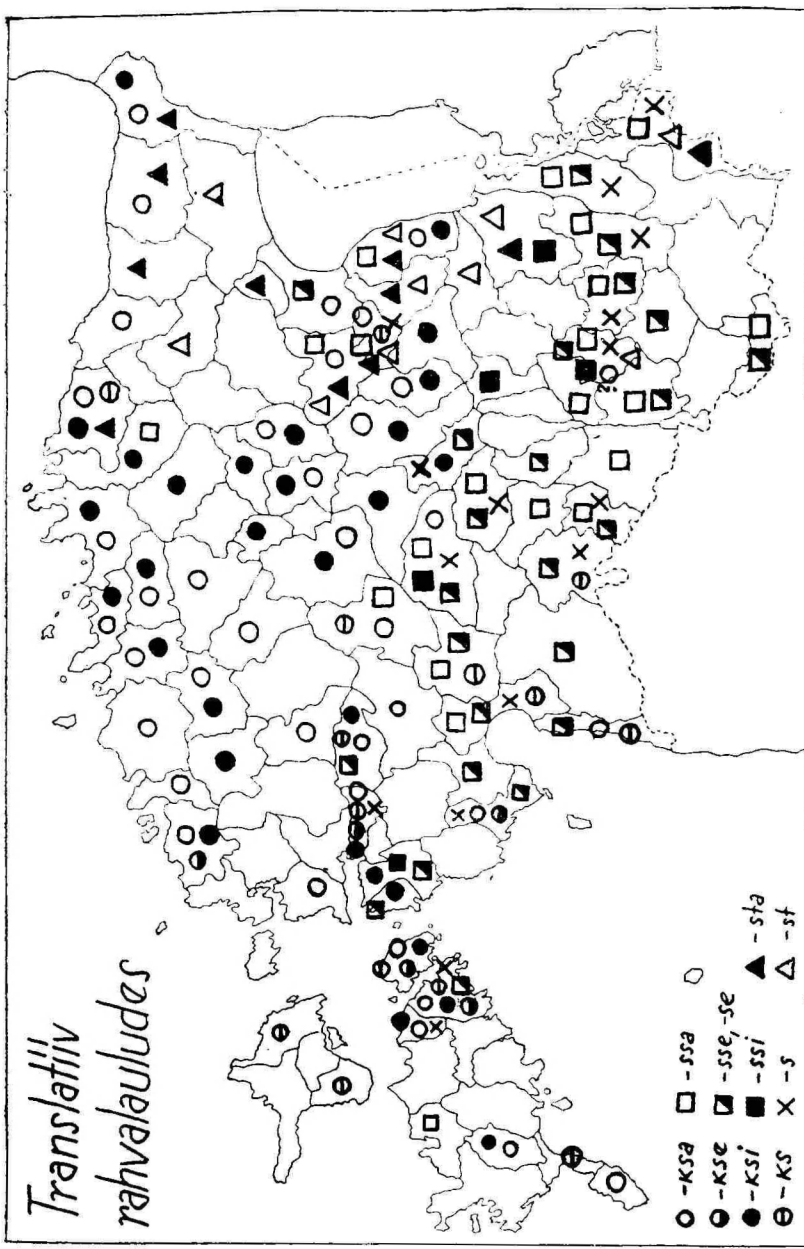 Translatiiv
rahvalauludes
-ksa
-kse
-ksi
-ks
-ssa
-sse, -se
-ssi
-s
-sta
-st
?